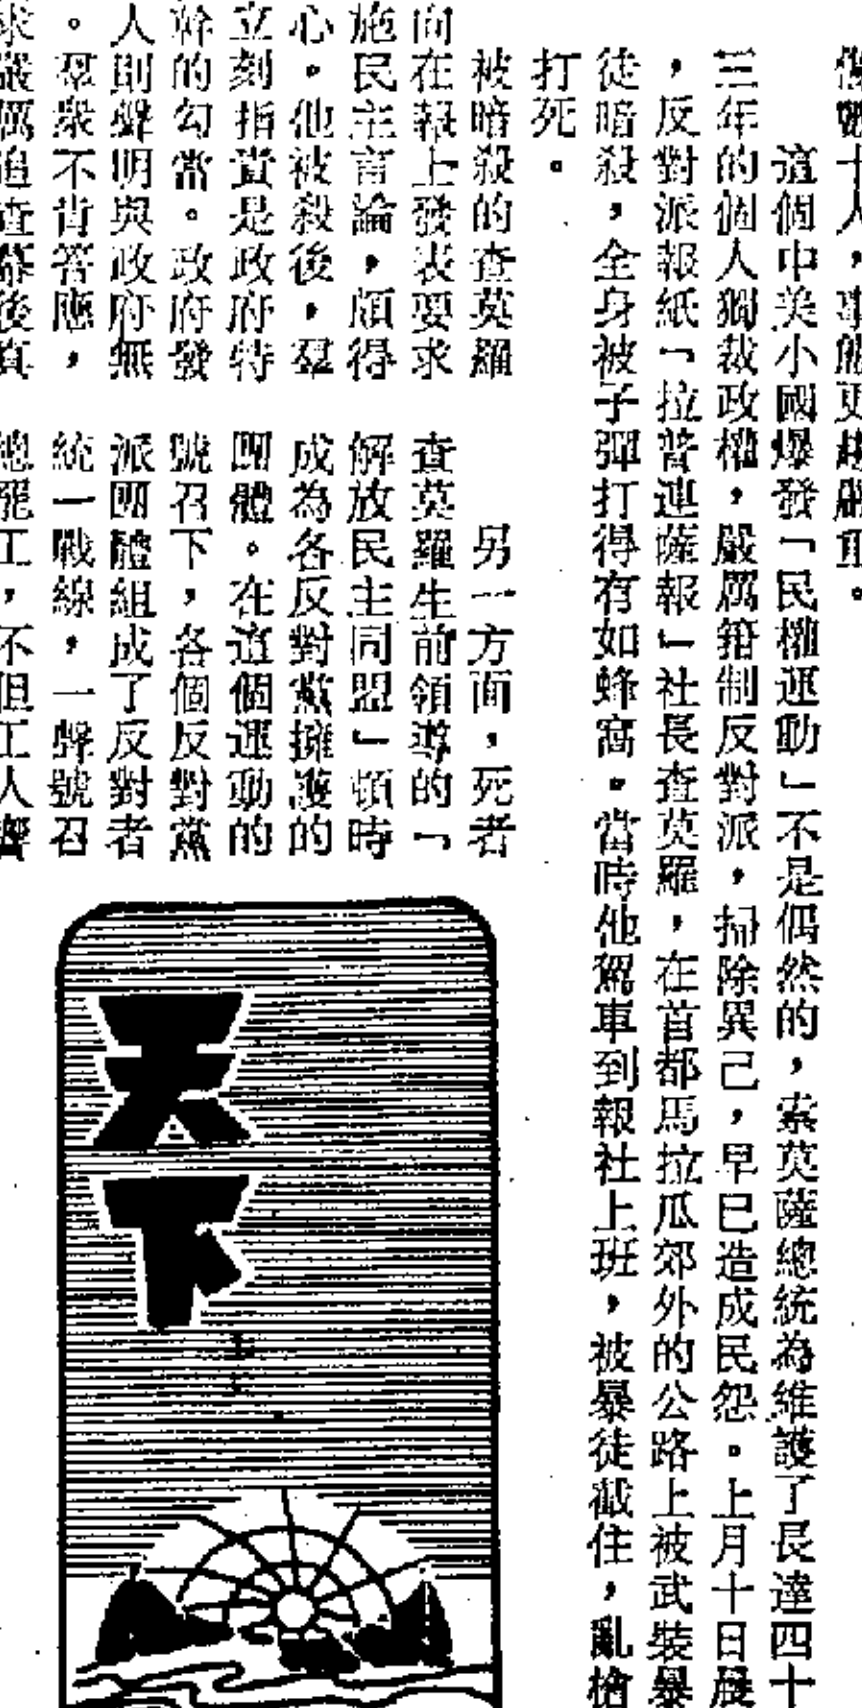 傷數十人，事態更趨嚴重。
這個中美小國爆發「民權運動」不是偶然的，索莫薩總統為維護了長達四十
三年的個人獨裁政權，嚴厲箝制反對派，掃除異己，早已造成民怨。上月十日晨
，反對派報紙「拉普連薩報」社長查莫羅，在首都馬拉瓜郊外的公路上被武裝暴
徒暗殺，全身被子彈打得有如蜂窩。當時他駕車到報社上班，被暴徒截住，亂槍
打死。
被暗殺的查莫羅
向在報上發表要求
施民主言論，頗得
心。他被殺後，羣
立刻指責是政府特
幹的勾當。政府發
人則聲明與政府無
。羣衆不肯答應，
求嚴厲追查幕後真
另一方面，死者
查莫羅生前領導的「
解放民主同盟」頓時
成為各反對黨擁護的
團體。在這個運動的
號召下，各個反對黨
派團體組成了反對者
統一戰線，一聲號召
總罷工，不但工人響
天下